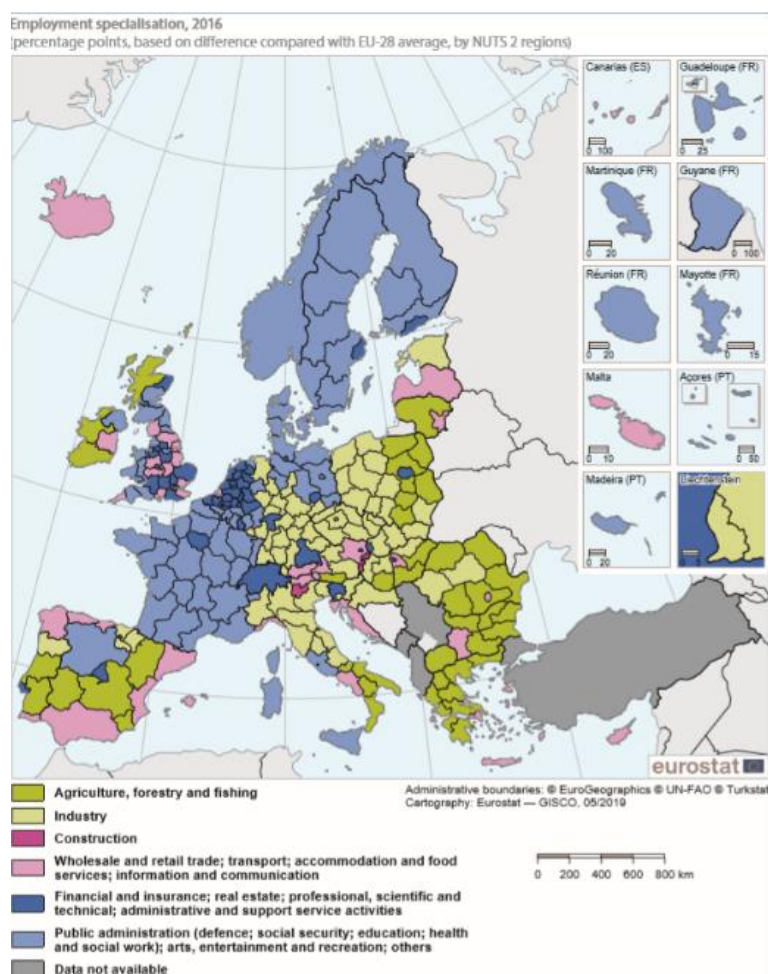 Employment specialisation, 2016
(percentage points, based on difference compared with EU-28 average, by NUTS 2 regions)
Canarias (ES)
0 100
Guadeloupe (FR)
0 25
Martinique (FR)
0 20
Guyane (FR)
0 100
Réunion (FR)
0 20
Mayotte (FR)
0 15
Malta
0 10
Açores (PT)
0 50
Madeira (PT)
0 20
Liechtenstein
eurostat
Administrative boundaries: © EuroGeographics © UN-FAO © Turkstat
Cartography: Eurostat — GISCO, 05/2019
0 200 400 600 800 km
Agriculture, forestry and fishing
Industry
Construction
Wholesale and retail trade; transport; accommodation and food
services; information and communication
Financial and insurance; real estate; professional, scientific and
technical; administrative and support service activities
Public administration (defence; social security; education; health
and social work); arts, entertainment and recreation; others
Data not available